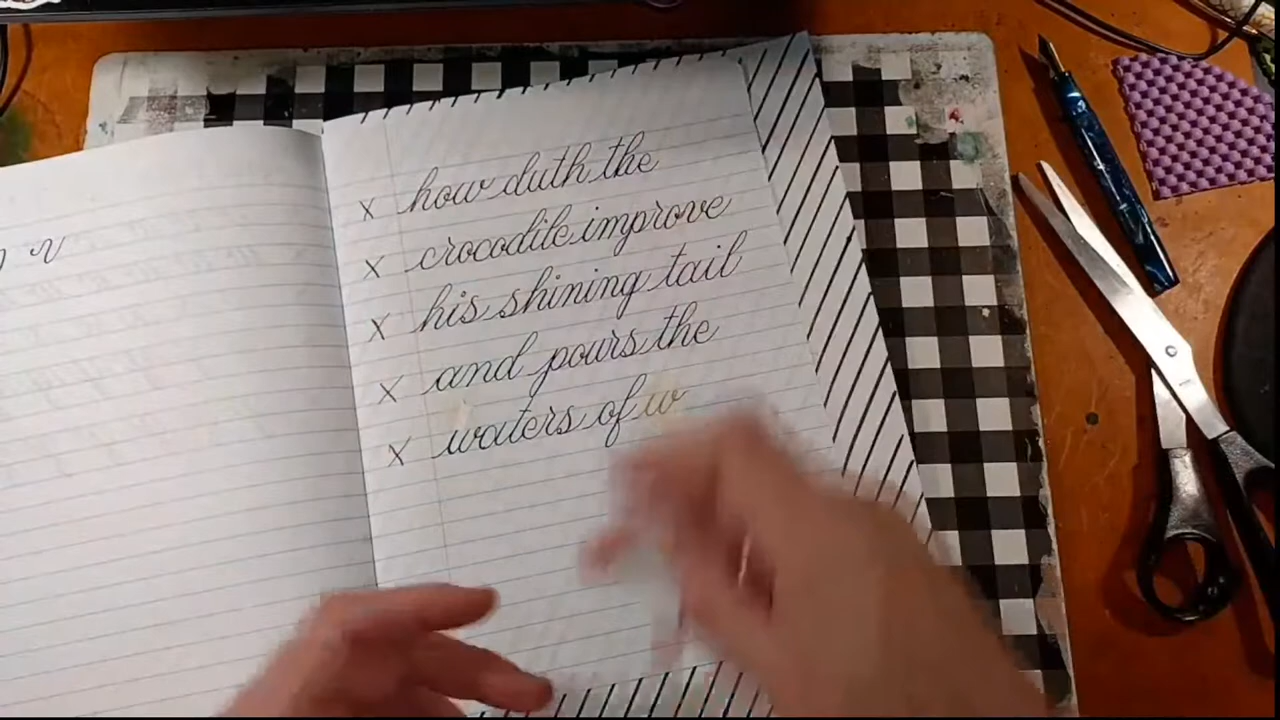 x how duth the
x crocodile improve
x his shining tail
x and pours the
x waters of w